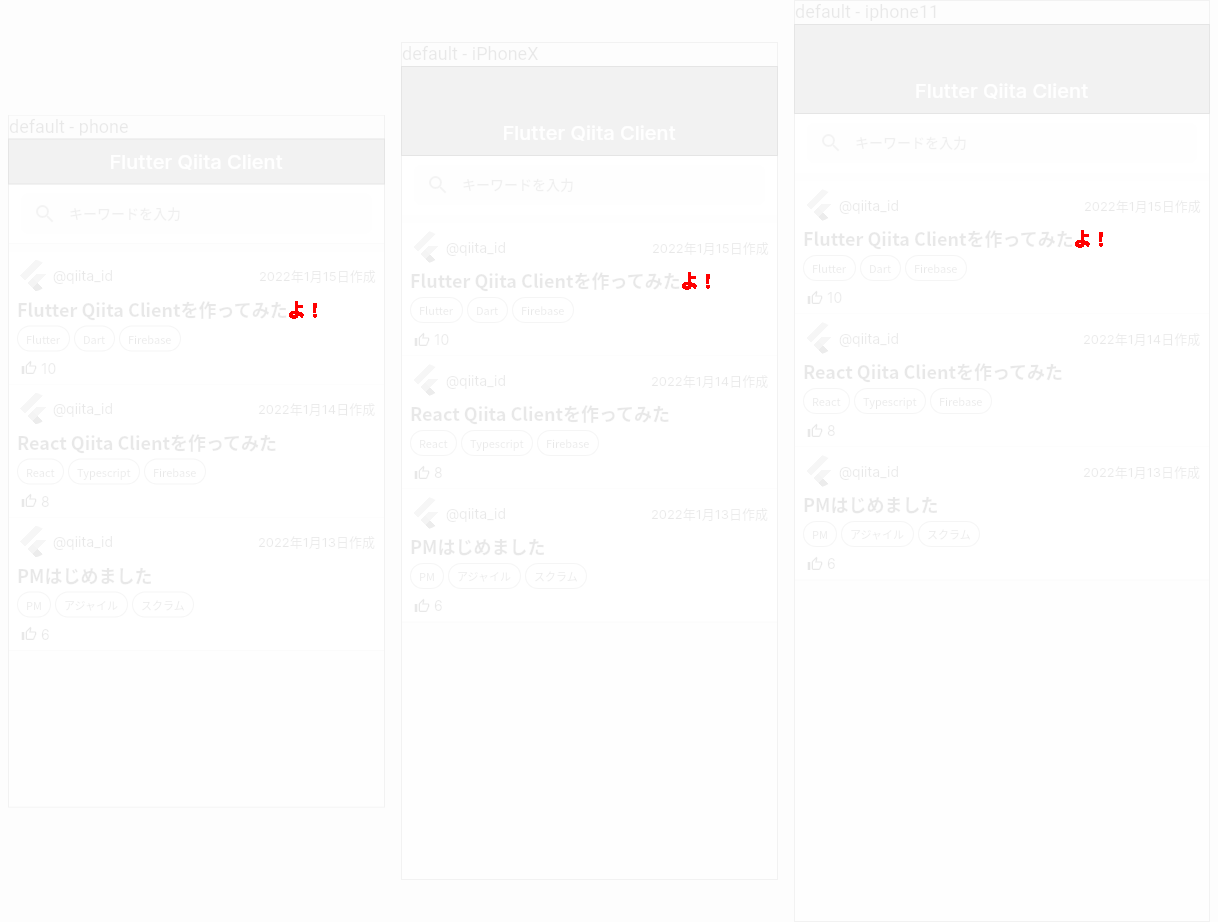 default - phone
Flutter Qiita Client
キーワードを入力
@qiita_id 2022年1月15日作成
Flutter Qiita Clientを作ってみたよ！
Flutter Dart Firebase
10
@qiita_id 2022年1月14日作成
React Qiita Clientを作ってみた
React Typescript Firebase
8
@qiita_id 2022年1月13日作成
PMはじめました
PM アジャイル スクラム
6
default - iPhoneX
Flutter Qiita Client
キーワードを入力
@qiita_id 2022年1月15日作成
Flutter Qiita Clientを作ってみたよ！
Flutter Dart Firebase
10
@qiita_id 2022年1月14日作成
React Qiita Clientを作ってみた
React Typescript Firebase
8
@qiita_id 2022年1月13日作成
PMはじめました
PM アジャイル スクラム
6
default - iphone11
Flutter Qiita Client
キーワードを入力
@qiita_id 2022年1月15日作成
Flutter Qiita Clientを作ってみたよ！
Flutter Dart Firebase
10
@qiita_id 2022年1月14日作成
React Qiita Clientを作ってみた
React Typescript Firebase
8
@qiita_id 2022年1月13日作成
PMはじめました
PM アジャイル スクラム
6